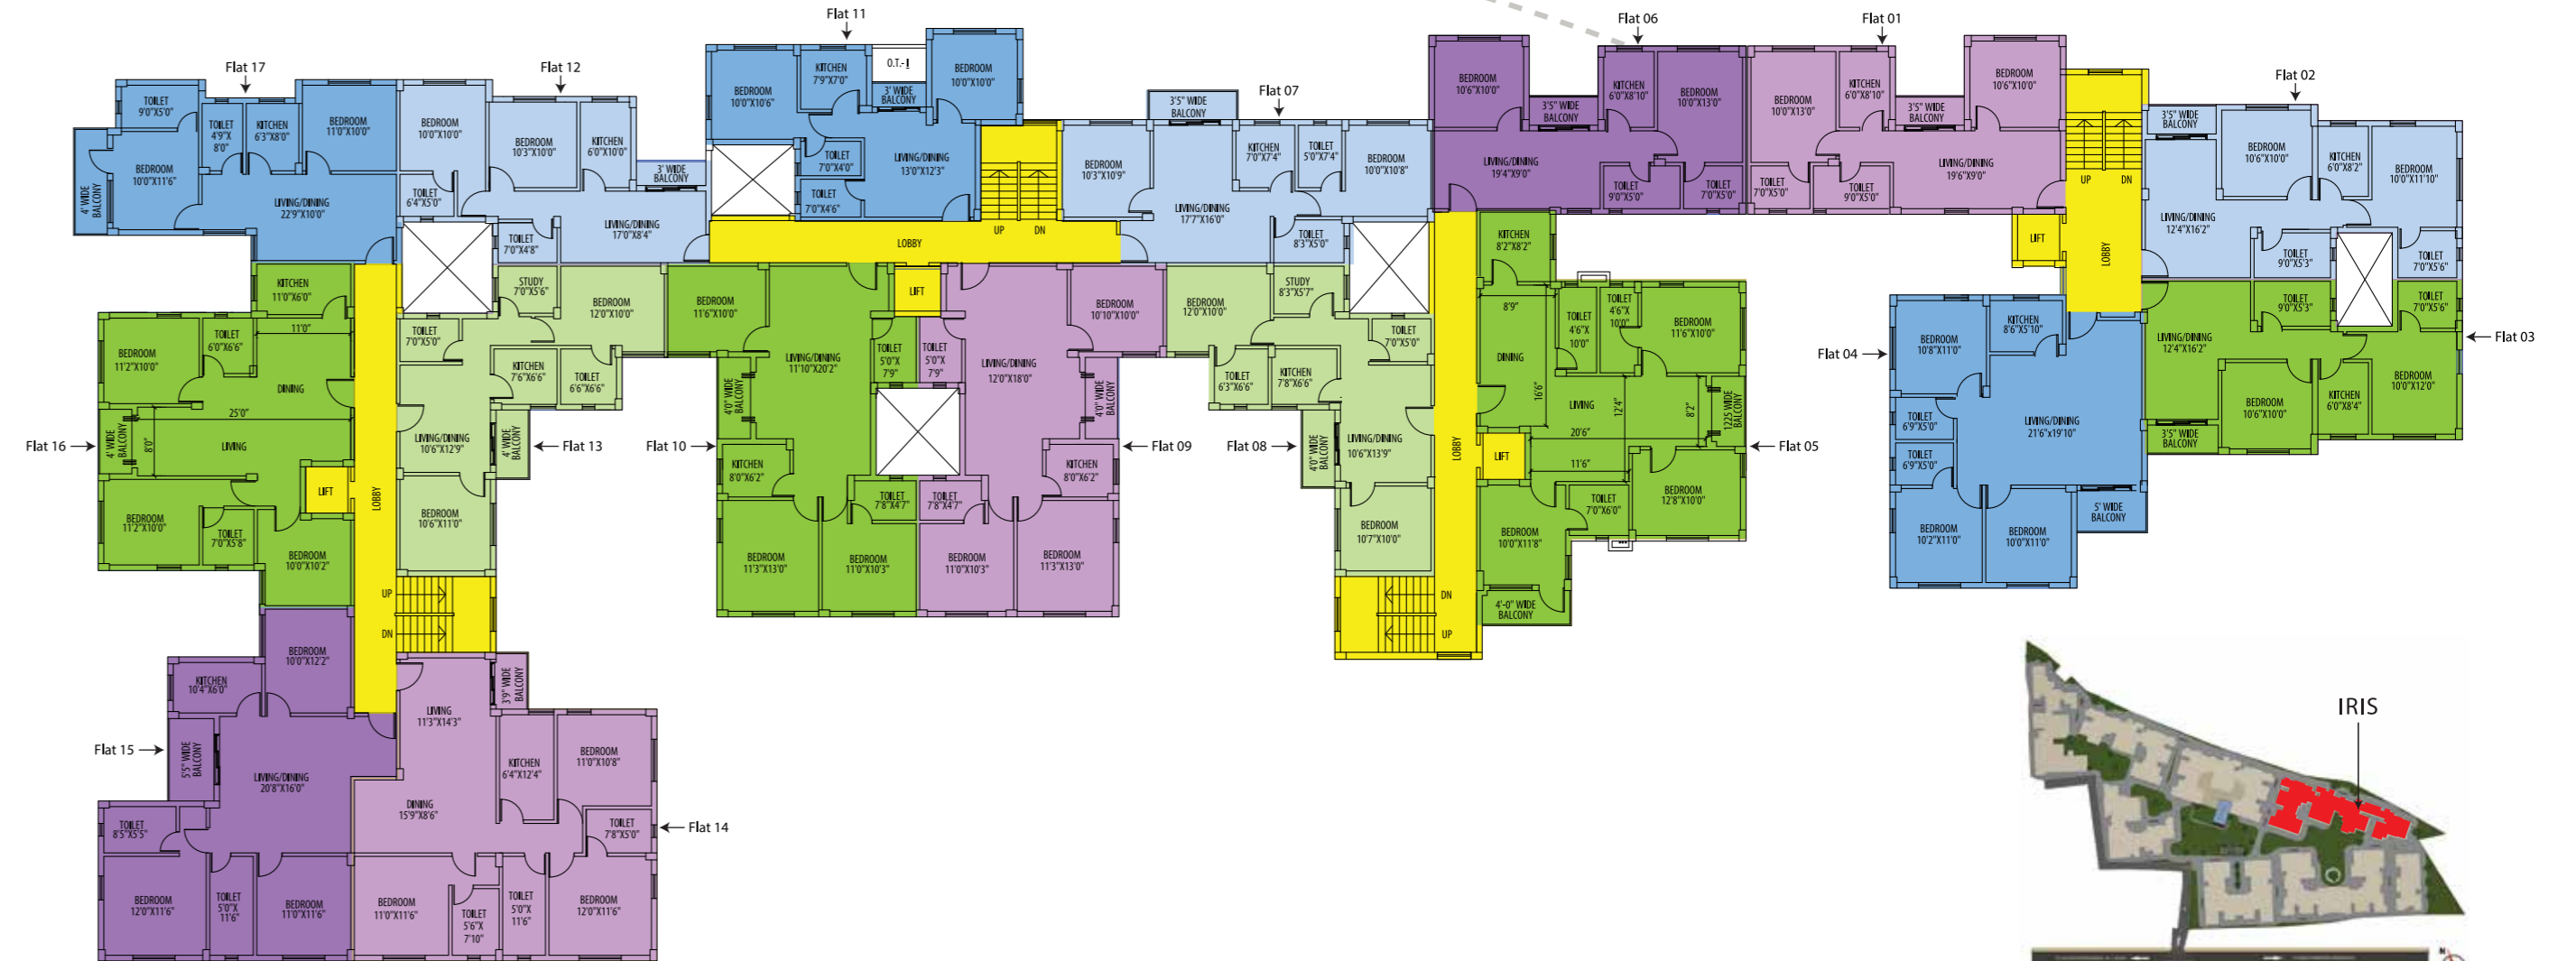 Flat 17
TOILET
9'0"X5'0"
TOILET
4'9"X
8'0"
KITCHEN
6'3"X8'0"
BEDROOM
11'0"X10'0"
4' WIDE
BALCONY
BEDROOM
10'0"X11'6"
LIVING/DINING
22'9"X10'0"
Flat 12
BEDROOM
10'0"X10'0"
BEDROOM
10'3"X10'0"
KITCHEN
6'0"X10'0"
3' WIDE
BALCONY
TOILET
6'4"X5'0"
LIVING/DINING
17'0"X8'4"
TOILET
7'0"X4'8"
Flat 11
BEDROOM
10'0"X10'6"
KITCHEN
7'9"X7'0"
O.T.-I
3' WIDE
BALCONY
BEDROOM
10'0"X10'0"
TOILET
7'0"X4'0"
LIVING/DINING
13'0"X12'3"
TOILET
7'0"X4'6"
UP
DN
LOBBY
LIFT
Flat 07
3'5" WIDE
BALCONY
BEDROOM
10'3"X10'9"
KITCHEN
7'0"X7'4"
TOILET
5'0"X7'4"
BEDROOM
10'0"X10'8"
LIVING/DINING
17'7"X16'0"
TOILET
8'3"X5'0"
Flat 06
BEDROOM
10'6"X10'0"
3'5" WIDE
BALCONY
KITCHEN
6'0"X8'10"
BEDROOM
10'0"X13'0"
LIVING/DINING
19'4"X9'0"
TOILET
9'0"X5'0"
TOILET
7'0"X5'0"
Flat 01
BEDROOM
10'0"X13'0"
KITCHEN
6'0"X8'10"
3'5" WIDE
BALCONY
BEDROOM
10'6"X10'0"
LIVING/DINING
19'6"X9'0"
TOILET
7'0"X5'0"
TOILET
9'0"X5'0"
UP
DN
LIFT
LOBBY
Flat 02
3'5" WIDE
BALCONY
BEDROOM
10'6"X10'0"
KITCHEN
6'0"X8'2"
BEDROOM
10'0"X11'10"
LIVING/DINING
12'4"X16'2"
TOILET
9'0"X5'3"
TOILET
7'0"X5'6"
TOILET
9'0"X5'3"
TOILET
7'0"X5'6"
LIVING/DINING
12'4"X16'2"
Flat 03
BEDROOM
10'6"X10'0"
KITCHEN
6'0"X8'4"
BEDROOM
10'0"X12'0"
3'5" WIDE
BALCONY
Flat 04
BEDROOM
10'8"X11'0"
KITCHEN
8'6"X5'10"
TOILET
6'9"X5'0"
LIVING/DINING
21'6"x19'10"
TOILET
6'9"X5'0"
BEDROOM
10'2"X11'0"
BEDROOM
10'0"X11'0"
5' WIDE
BALCONY
KITCHEN
8'2"X8'2"
8'9"
TOILET
4'6"X
10'0"
TOILET
4'6"X
10'0"
BEDROOM
11'6"X10'0"
DINING
16'6"
LIVING
12'4"
8'2"
1225 WIDE
BALCONY
20'6"
Flat 05
LIFT
11'6"
LOBBY
BEDROOM
12'8"X10'0"
TOILET
7'0"X6'0"
BEDROOM
10'0"X11'8"
4'-0" WIDE
BALCONY
DN
UP
BEDROOM
12'0"X10'0"
STUDY
8'3"X5'7"
TOILET
7'0"X5'0"
TOILET
6'3"X6'6"
KITCHEN
7'8"X6'6"
Flat 08
4'0" WIDE
BALCONY
LIVING/DINING
10'6"X13'9"
BEDROOM
10'7"X10'0"
BEDROOM
10'10"X10'0"
TOILET
5'0"X
7'9"
LIVING/DINING
12'0"X18'0"
4'0" WIDE
BALCONY
Flat 09
KITCHEN
8'0"X6'2"
TOILET
7'8"X4'7"
BEDROOM
11'0"X10'3"
BEDROOM
11'3"X13'0"
BEDROOM
11'6"X10'0"
LIVING/DINING
11'10"X20'2"
TOILET
5'0"X
7'9"
4'0" WIDE
BALCONY
Flat 10
KITCHEN
8'0"X6'2"
TOILET
7'8"X4'7"
BEDROOM
11'3"X13'0"
BEDROOM
11'0"X10'3"
STUDY
7'0"X5'6"
BEDROOM
12'0"X10'0"
TOILET
7'0"X5'0"
KITCHEN
7'6"X6'6"
TOILET
6'6"X6'6"
LIVING/DINING
10'6"X12'9"
4' WIDE
BALCONY
Flat 13
BEDROOM
10'6"X11'0"
KITCHEN
11'0"X6'0"
11'0"
BEDROOM
11'2"X10'0"
TOILET
6'0"X6'6"
DINING
25'0"
Flat 16
4' WIDE
BALCONY
8'0"
LIVING
LIFT
LOBBY
BEDROOM
11'2"X10'0"
TOILET
7'0"X5'8"
BEDROOM
10'0"X10'2"
UP
DN
BEDROOM
10'0"X12'2"
KITCHEN
10'4"X6'0"
Flat 15
5'5" WIDE
BALCONY
LIVING/DINING
20'8"X16'0"
TOILET
8'5"X5'5"
BEDROOM
12'0"X11'6"
TOILET
5'0"X
11'6"
BEDROOM
11'0"X11'6"
3'9" WIDE
BALCONY
LIVING
11'3"X14'3"
KITCHEN
6'4"X12'4"
BEDROOM
11'0"X10'8"
DINING
15'9"X8'6"
TOILET
7'8"X5'0"
Flat 14
BEDROOM
11'0"X11'6"
TOILET
5'6"X
7'10"
TOILET
5'0"X
11'6"
BEDROOM
12'0"X11'6"
IRIS
N